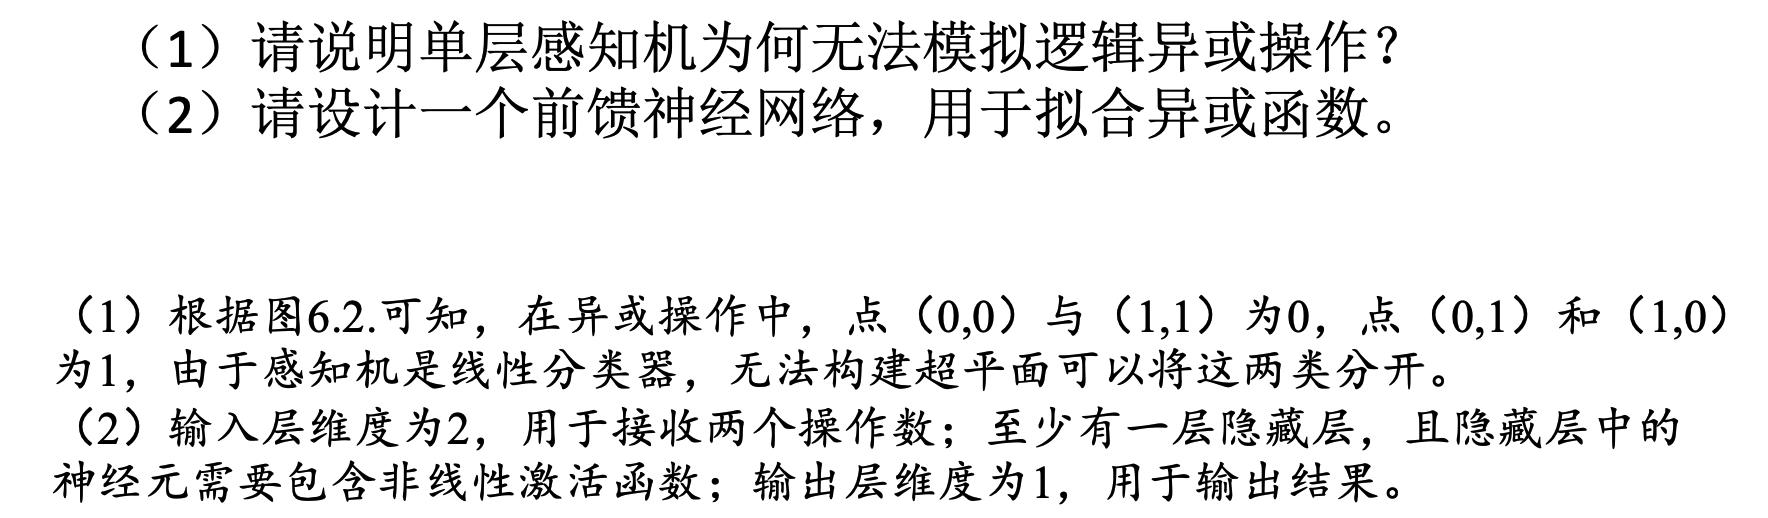 （1）请说明单层感知机为何无法模拟逻辑异或操作？
（2）请设计一个前馈神经网络，用于拟合异或函数。
（1）根据图6.2.可知，在异或操作中，点（0,0）与（1,1）为0，点（0,1）和（1,0）
为1，由于感知机是线性分类器，无法构建超平面可以将这两类分开。
（2）输入层维度为2，用于接收两个操作数；至少有一层隐藏层，且隐藏层中的
神经元需要包含非线性激活函数；输出层维度为1，用于输出结果。